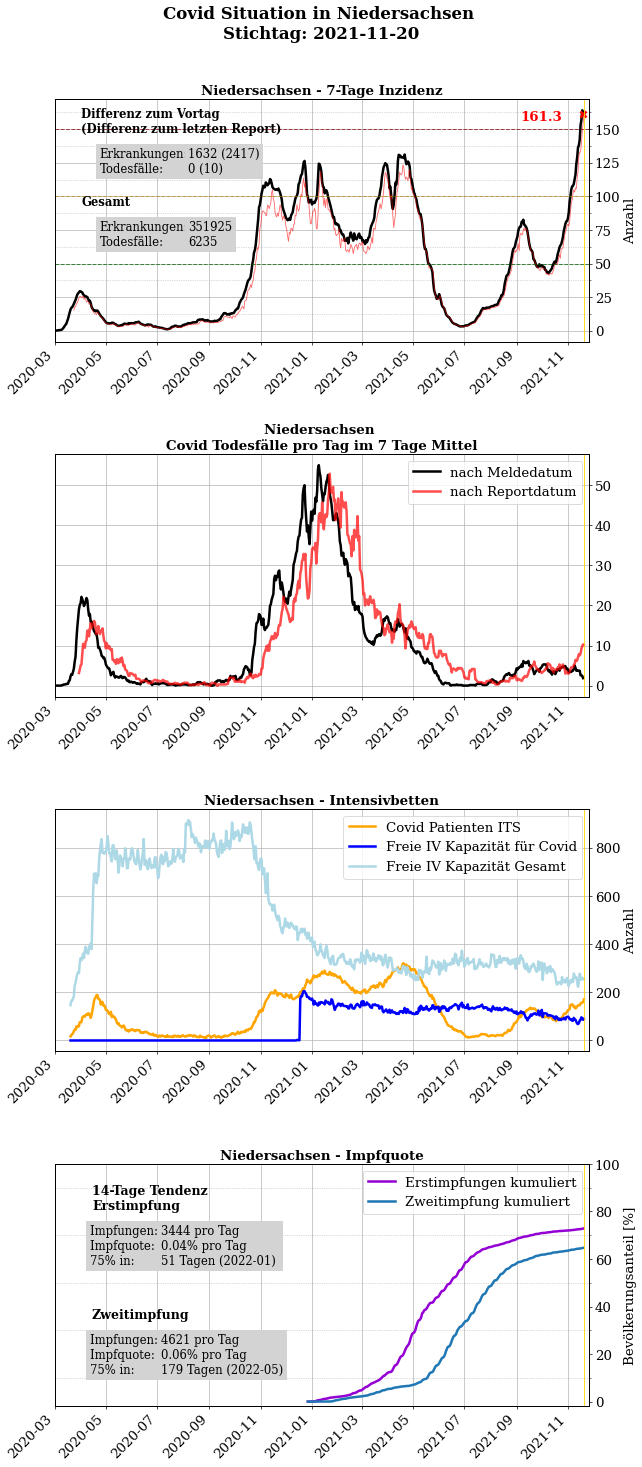 Covid Situation in Niedersachsen
Stichtag: 2021-11-20
Niedersachsen - 7-Tage Inzidenz
Differenz zum Vortag
(Differenz zum letzten Report)
Erkrankungen 1632 (2417)
Todesfälle: 0 (10)
Gesamt
Erkrankungen 351925
Todesfälle: 6235
161.3
150
125
100
75
50
25
0
Anzahl
2020-03
2020-05
2020-07
2020-09
2020-11
2021-01
2021-03
2021-05
2021-07
2021-09
2021-11
Niedersachsen
Covid Todesfälle pro Tag im 7 Tage Mittel
nach Meldedatum
nach Reportdatum
50
40
30
20
10
0
2020-03
2020-05
2020-07
2020-09
2020-11
2021-01
2021-03
2021-05
2021-07
2021-09
2021-11
Niedersachsen - Intensivbetten
Covid Patienten ITS
Freie IV Kapazität für Covid
Freie IV Kapazität Gesamt
800
600
400
200
0
Anzahl
2020-03
2020-05
2020-07
2020-09
2020-11
2021-01
2021-03
2021-05
2021-07
2021-09
2021-11
Niedersachsen - Impfquote
14-Tage Tendenz
Erstimpfung
Impfungen: 3444 pro Tag
Impfquote: 0.04% pro Tag
75% in: 51 Tagen (2022-01)
Zweitimpfung
Impfungen: 4621 pro Tag
Impfquote: 0.06% pro Tag
75% in: 179 Tagen (2022-05)
Erstimpfungen kumuliert
Zweitimpfung kumuliert
100
80
60
40
20
0
Bevölkerungsanteil [%]
2020-03
2020-05
2020-07
2020-09
2020-11
2021-01
2021-03
2021-05
2021-07
2021-09
2021-11